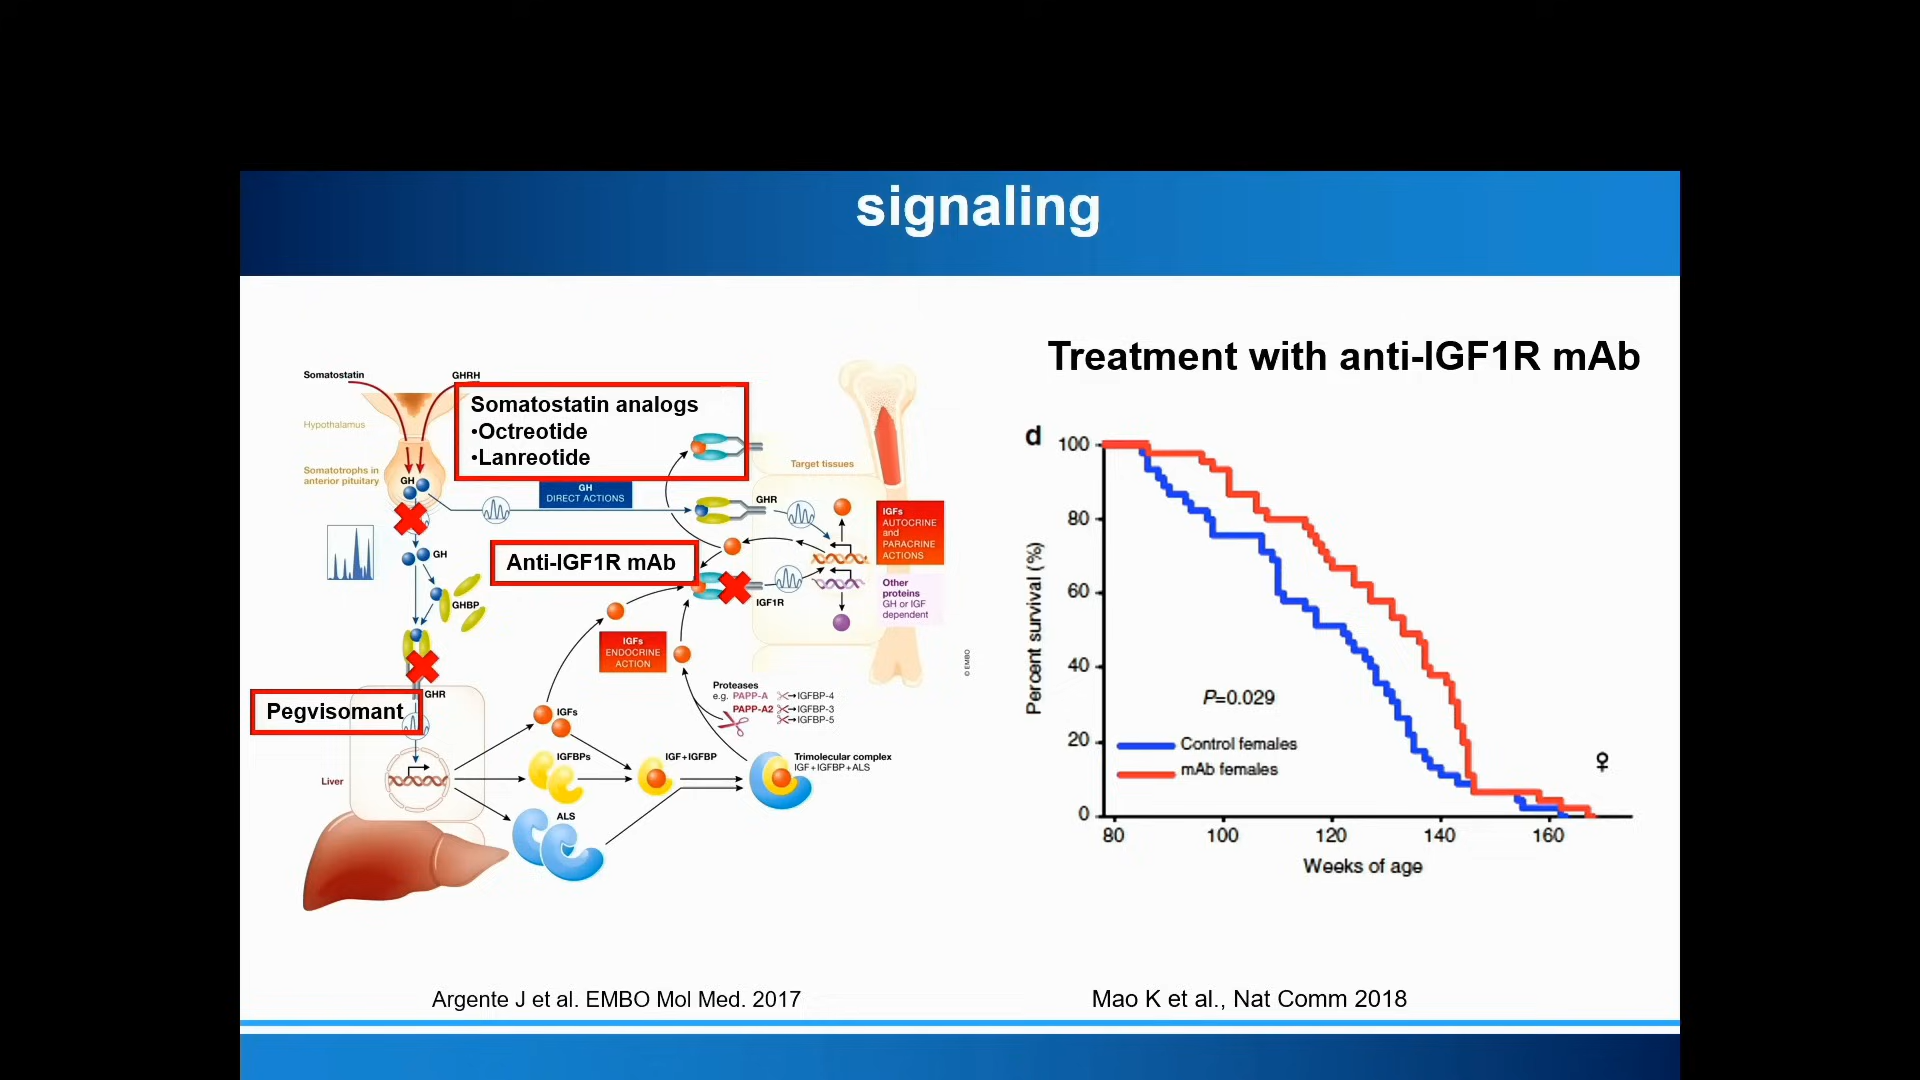 signaling
Treatment with anti-IGF1R mAb
Somatostatin
GHRH
Hypothalamus
Somatotrophs in
anterior pituitary
GH
Somatostatin analogs
•Octreotide
•Lanreotide
GH
DIRECT ACTIONS
Target tissues
GHR
IGFs
AUTOCRINE
and
PARACRINE
ACTIONS
GH
Anti-IGF1R mAb
IGF1R
Other
proteins
GH or IGF
dependent
GHBP
IGFs
ENDOCRINE
ACTION
© EMBO
GHR
Pegvisomant
Proteases
e.g. PAPP-A → IGFBP-4
PAPP-A2 → IGFBP-3
→ IGFBP-5
IGFs
IGFBPs
IGF+IGFBP
Trimolecular complex
IGF+IGFBP+ALS
Liver
ALS
d
100
80
60
40
20
0
Percent survival (%)
P=0.029
Control females
mAb females
♀
80 100 120 140 160
Weeks of age
Argente J et al. EMBO Mol Med. 2017
Mao K et al., Nat Comm 2018